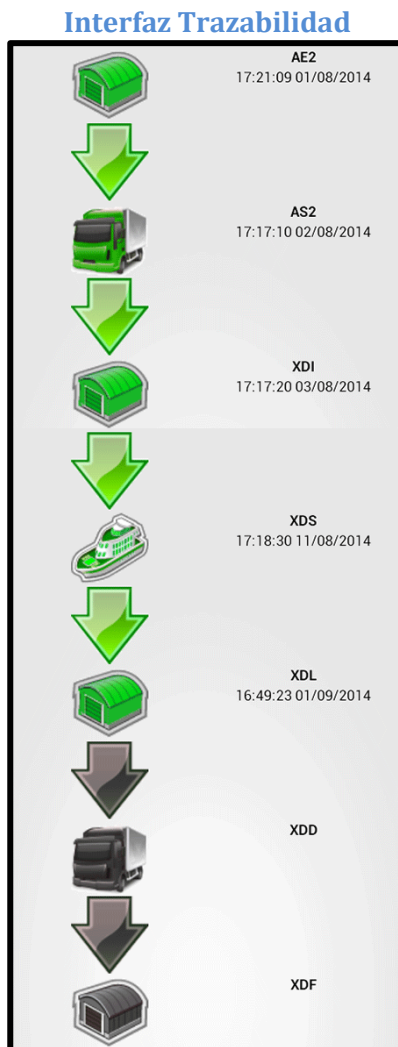 Interfaz Trazabilidad
AE2
17:21:09 01/08/2014
AS2
17:17:10 02/08/2014
XDI
17:17:20 03/08/2014
XDS
17:18:30 11/08/2014
XDL
16:49:23 01/09/2014
XDD
XDF